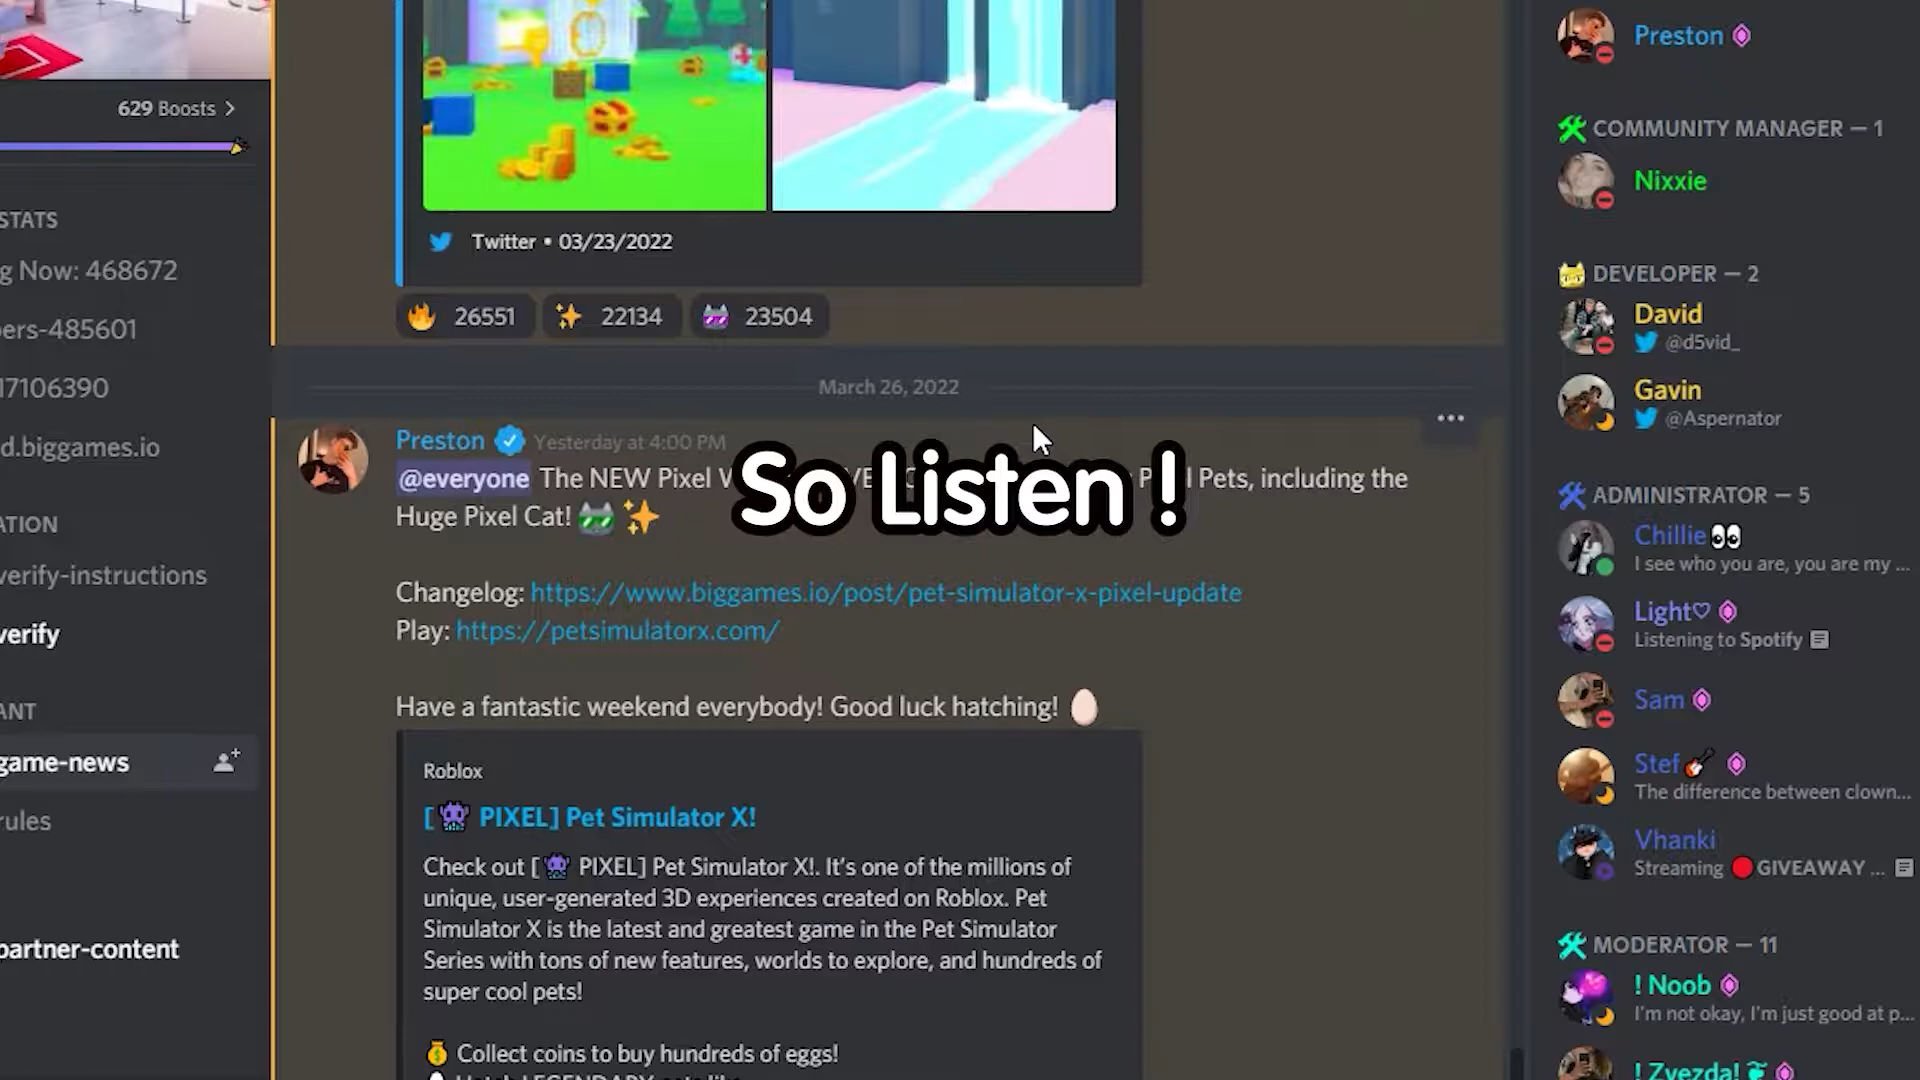 629 Boosts
STATS
g Now: 468672
ers-485601
17106390
d.biggames.io
ATION
verify-instructions
verify
ANT
game-news
rules
partner-content
Twitter • 03/23/2022
26551 22134 23504
March 26, 2022
Preston Yesterday at 4:00 PM
@everyone The NEW Pixel Pets, including the
Huge Pixel Cat!
So Listen !
Changelog: https://www.biggames.io/post/pet-simulator-x-pixel-update
Play: https://petsimulatorx.com/
Have a fantastic weekend everybody! Good luck hatching!
Roblox
[ PIXEL] Pet Simulator X!
Check out [ PIXEL] Pet Simulator X!. It's one of the millions of
unique, user-generated 3D experiences created on Roblox. Pet
Simulator X is the latest and greatest game in the Pet Simulator
Series with tons of new features, worlds to explore, and hundreds of
super cool pets!
Collect coins to buy hundreds of eggs!
Preston
COMMUNITY MANAGER — 1
Nixxie
DEVELOPER — 2
David
@d5vid_
Gavin
@Aspernator
ADMINISTRATOR — 5
Chillie
I see who you are, you are my ...
Light♡
Listening to Spotify
Sam
Stef
The difference between clown...
Vhanki
Streaming GIVEAWAY ...
MODERATOR — 11
! Noob
I'm not okay, I'm just good at p...
! Zvezda!